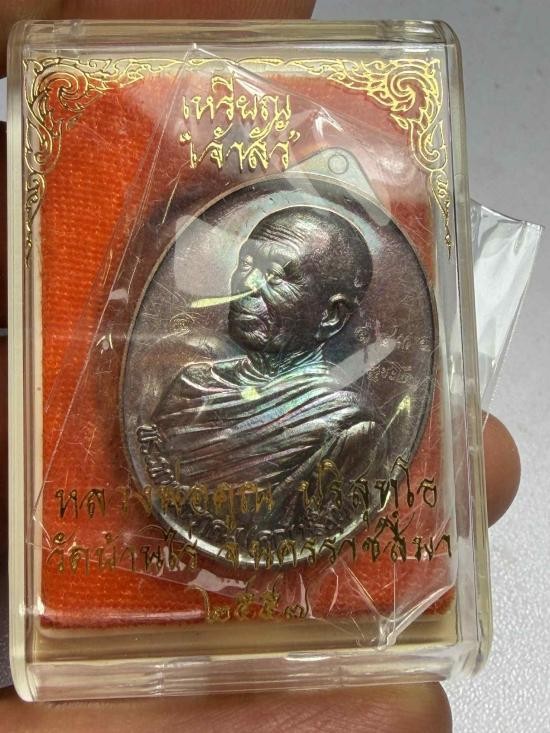 เหรียญ
"เจ้าสัว"
หลวงพ่อคูณ ปริสุทฺโธ
วัดบ้านไร่ จ.นครราชสีมา
๒๕๕๗